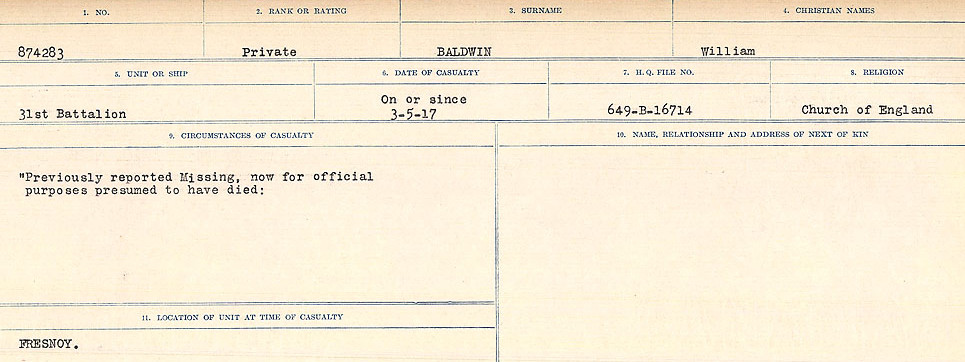 1. NO.
2. RANK OR RATING
3. SURNAME
4. CHRISTIAN NAMES
874283
Private
BALDWIN
William
5. UNIT OR SHIP
6. DATE OF CASUALTY
7. H.Q. FILE NO.
8. RELIGION
31st Battalion
On or since
3-5-17
649-B-16714
Church of England
9. CIRCUMSTANCES OF CASUALTY
"Previously reported Missing, now for official
purposes presumed to have died:
10. NAME, RELATIONSHIP AND ADDRESS OF NEXT OF KIN
11. LOCATION OF UNIT AT TIME OF CASUALTY
FRESNOY.